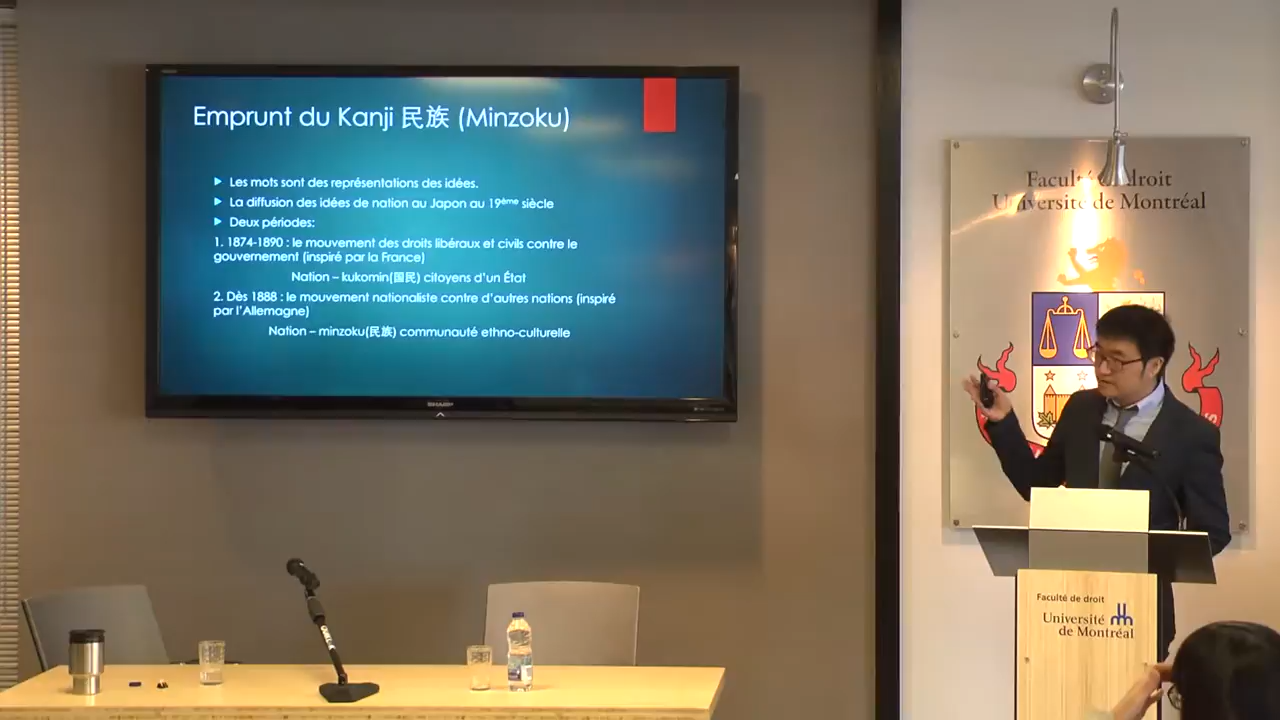 Emprunt du Kanji 民族 (Minzoku)
Les mots sont des représentations des idées.
La diffusion des idées de nation au Japon au 19ème siècle
Deux périodes:
1. 1874-1890 : le mouvement des droits libéraux et civils contre le
gouvernement (inspiré par la France)
Nation – kukomin(国民) citoyens d'un État
2. Dès 1888 : le mouvement nationaliste contre d'autres nations (inspiré
par l'Allemagne)
Nation – minzoku(民族) communauté ethno-culturelle
SHARP
Faculté de droit
Université de Montréal
Faculté de droit
Université
de Montréal